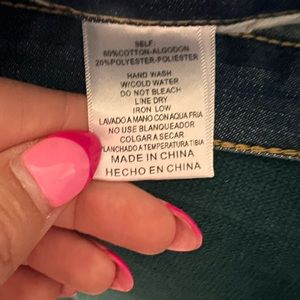 SELF
80%COTTON-ALGODON
20%POLYESTER-POLIESTER
HAND WASH
W/COLD WATER
DO NOT BLEACH
LINE DRY
IRON LOW
LAVADO A MANO CON AQUA FRIA
NO USE BLANQUEADOR
COLGAR A SECAR
PLANCHADO A TEMPERATURA TIBIA
MADE IN CHINA
HECHO EN CHINA